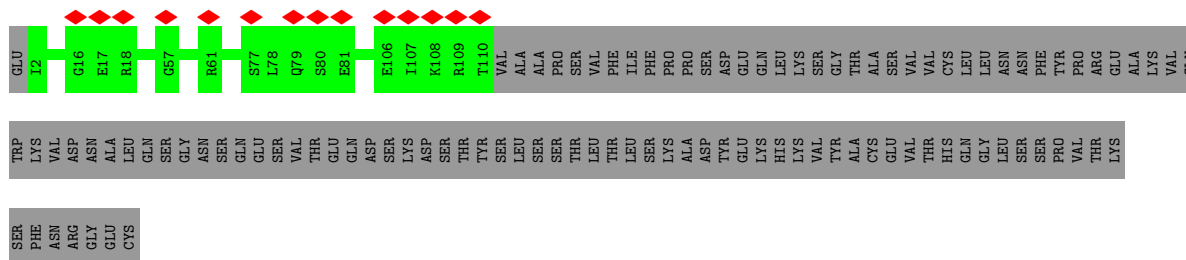 GLU I2 G16 E17 R18 G57 R61 S77 L78 Q79 S80 E81 E106 I107 K108 R109 T110 VAL ALA ALA PRO SER VAL PHE ILE PHE PRO PRO SER ASP GLU GLN LEU LYS SER GLY THR ALA SER VAL VAL CYS LEU LEU ASN ASN PHE TYR PRO ARG GLU ALA LYS VAL
TRP LYS VAL ASP ASN ALA LEU GLN SER GLY ASN SER GLN GLU SER VAL THR GLU GLN ASP SER LYS ASP SER THR TYR SER LEU SER SER THR LEU THR LEU SER LYS ALA ASP TYR GLU LYS HIS LYS VAL TYR ALA CYS GLU VAL THR HIS GLN GLY LEU SER SER PRO VAL THR LYS
SER PHE ASN ARG GLY GLU CYS